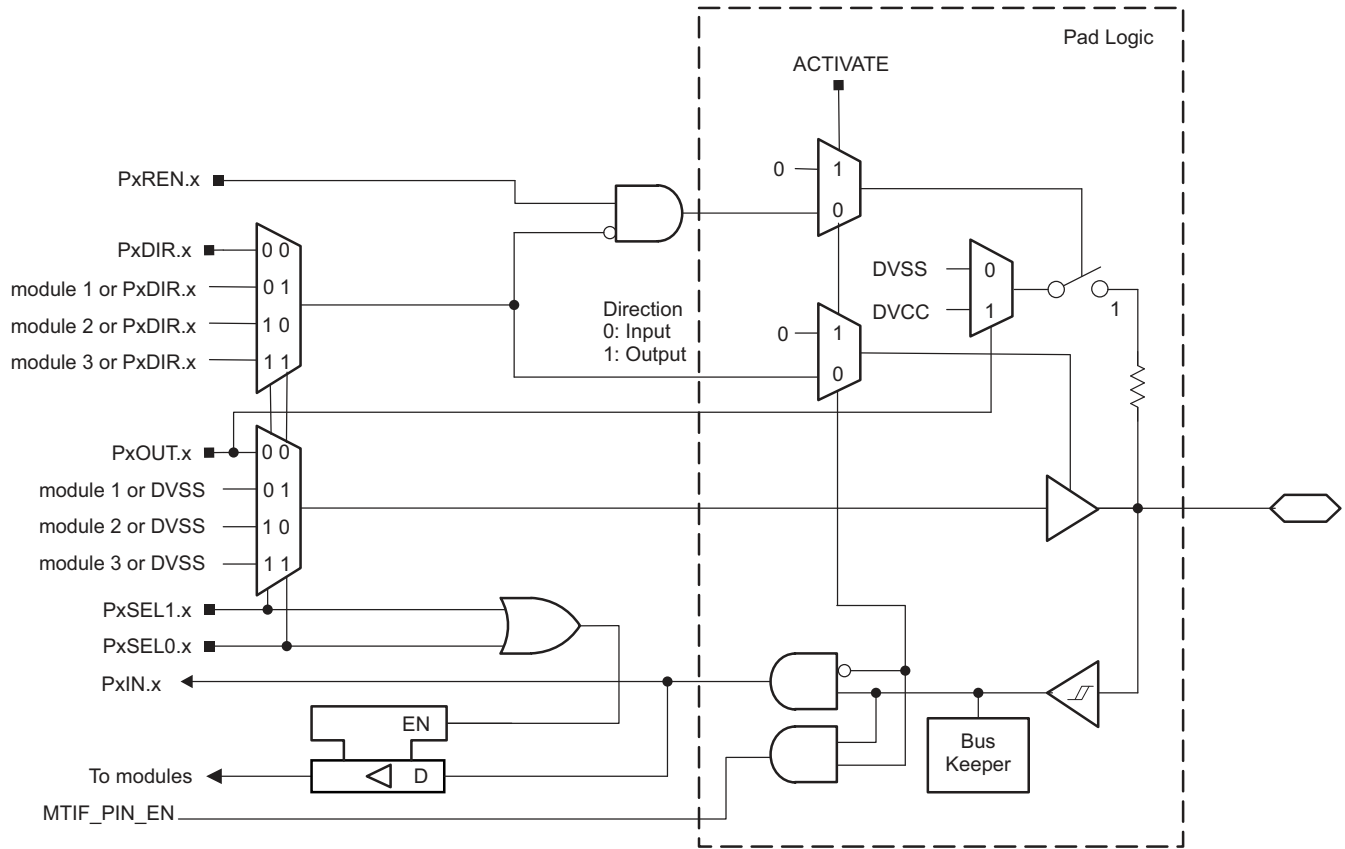 Pad Logic
ACTIVATE
PxREN.x
0
1
0
PxDIR.x
0 0
module 1 or PxDIR.x
0 1
module 2 or PxDIR.x
1 0
module 3 or PxDIR.x
1 1
Direction
0: Input
1: Output
0
1
0
DVSS
0
DVCC
1
1
PxOUT.x
0 0
module 1 or DVSS
0 1
module 2 or DVSS
1 0
module 3 or DVSS
1 1
PxSEL1.x
PxSEL0.x
PxIN.x
EN
D
To modules
MTIF_PIN_EN
Bus
Keeper